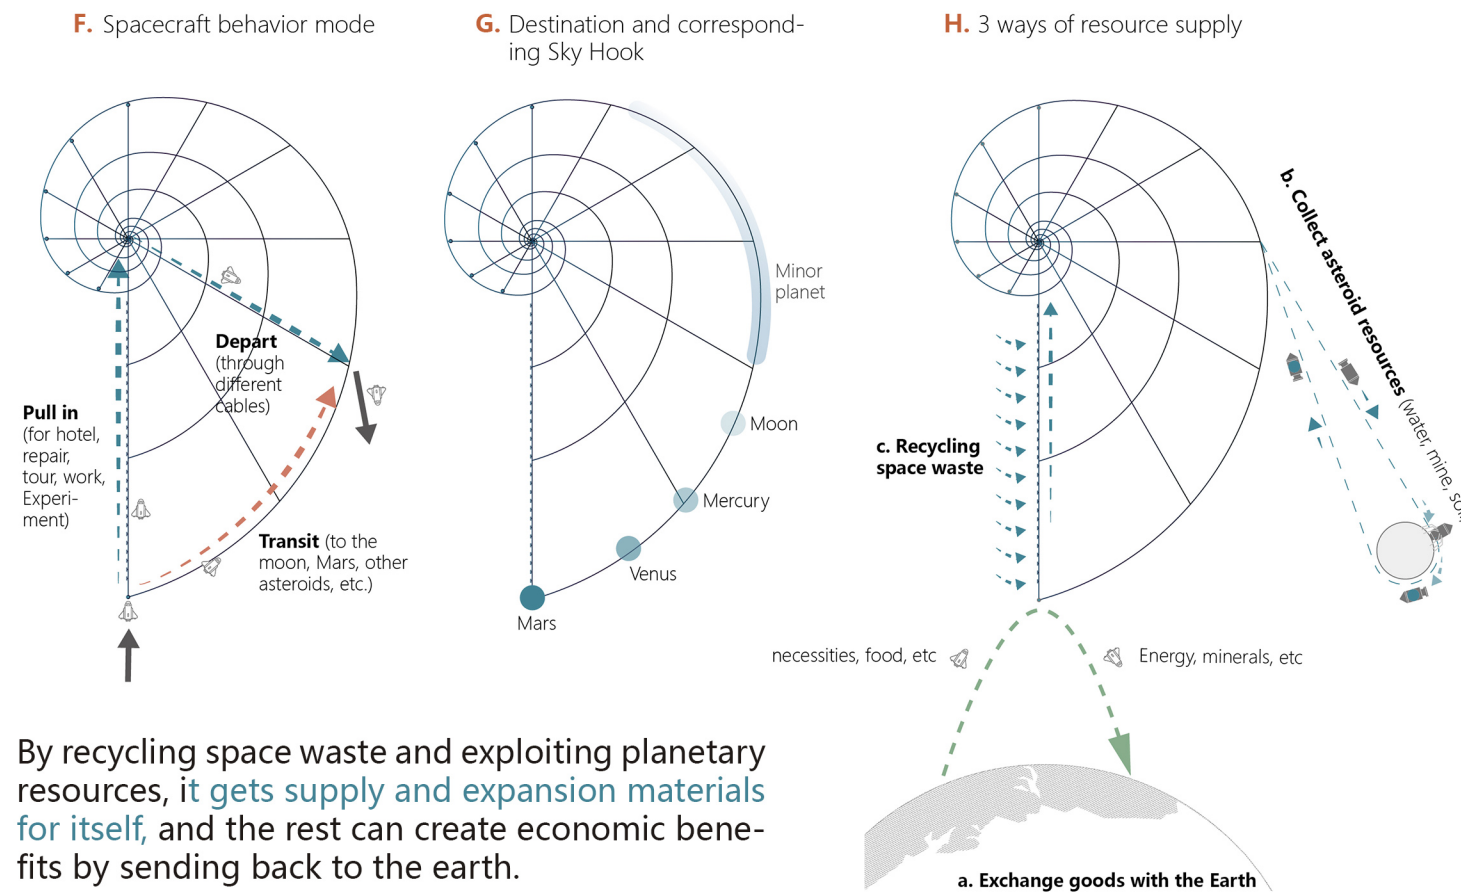 F. Spacecraft behavior mode
Pull in
(for hotel,
repair,
tour, work,
Experi-
ment)
Depart
(through
different
cables)
Transit (to the
moon, Mars, other
asteroids, etc.)
G. Destination and correspond-
ing Sky Hook
Minor
planet
Moon
Mercury
Venus
Mars
H. 3 ways of resource supply
b. Collect asteroid resources (water, mine, soil
c. Recycling
space waste
necessities, food, etc
Energy, minerals, etc
a. Exchange goods with the Earth
By recycling space waste and exploiting planetary
resources, it gets supply and expansion materials
for itself, and the rest can create economic bene-
fits by sending back to the earth.